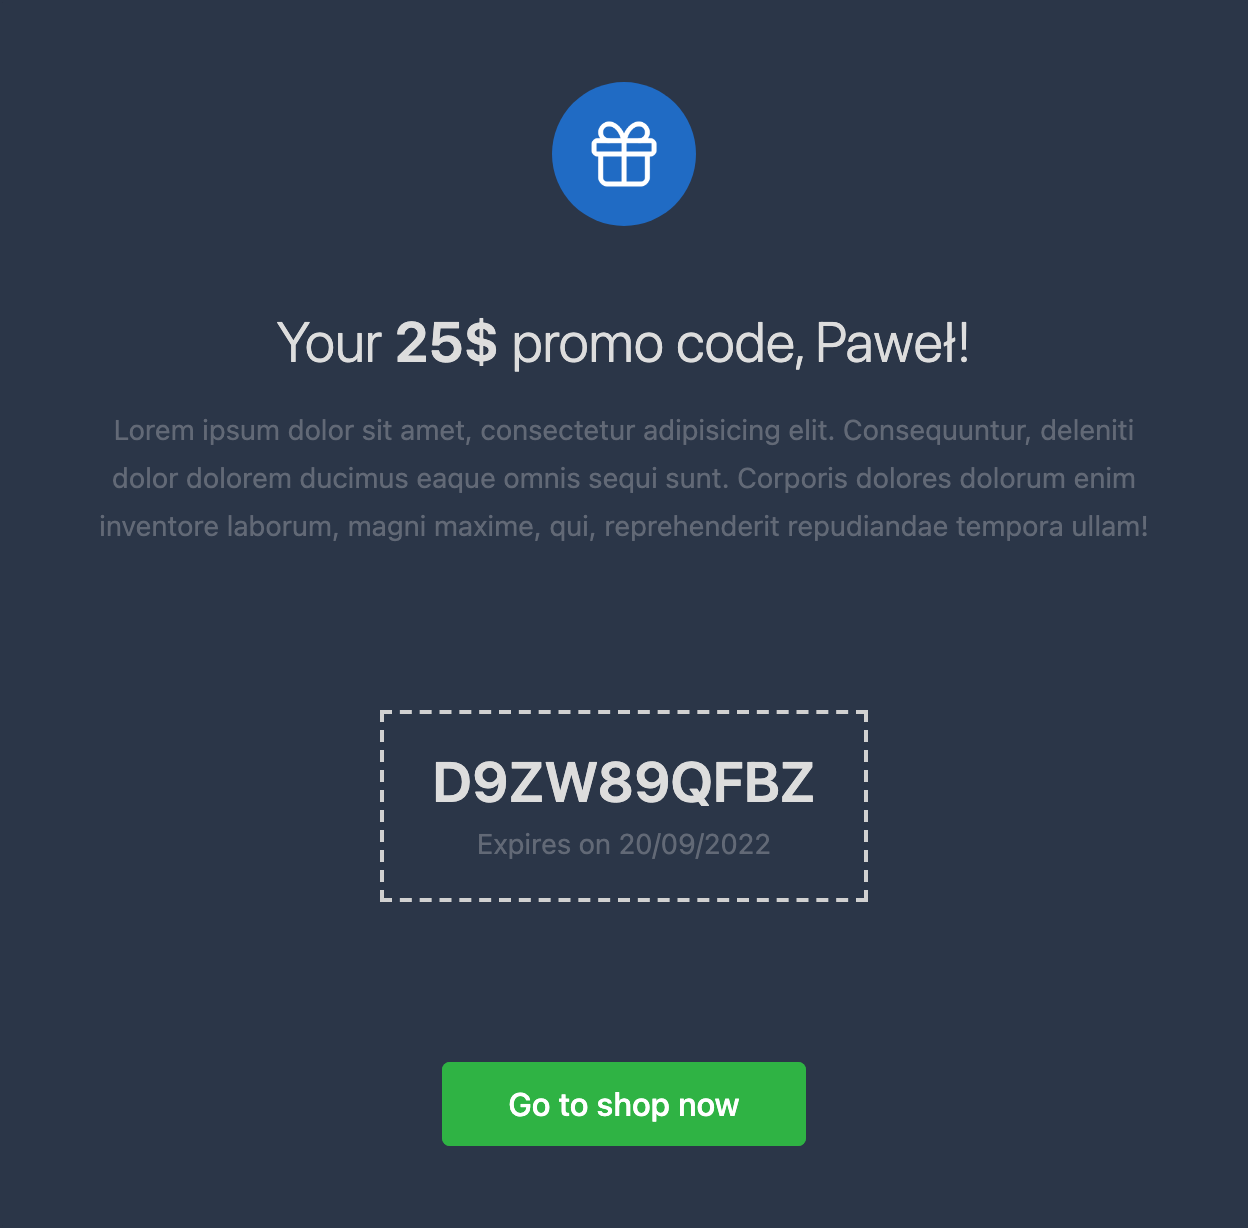 Your 25$ promo code, Paweł!
Lorem ipsum dolor sit amet, consectetur adipisicing elit. Consequuntur, deleniti
dolor dolorem ducimus eaque omnis sequi sunt. Corporis dolores dolorum enim
inventore laborum, magni maxime, qui, reprehenderit repudiandae tempora ullam!
D9ZW89QFBZ
Expires on 20/09/2022
Go to shop now